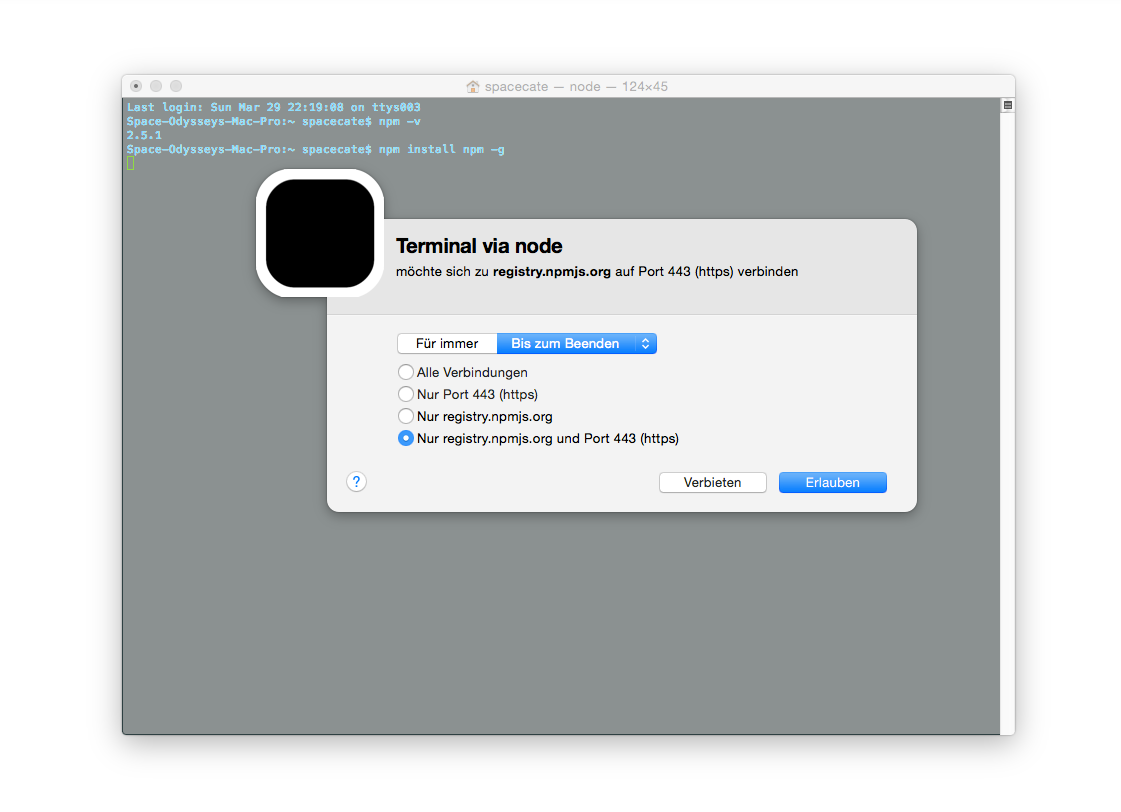 spacecate — node — 124×45
Last login: Sun Mar 29 22:19:08 on ttys003
Space-Odysseys-Mac-Pro:~ spacecate$ npm -v
2.5.1
Space-Odysseys-Mac-Pro:~ spacecate$ npm install npm -g
Terminal via node
möchte sich zu registry.npmjs.org auf Port 443 (https) verbinden
Für immer Bis zum Beenden
Alle Verbindungen
Nur Port 443 (https)
Nur registry.npmjs.org
Nur registry.npmjs.org und Port 443 (https)
? Verbieten Erlauben